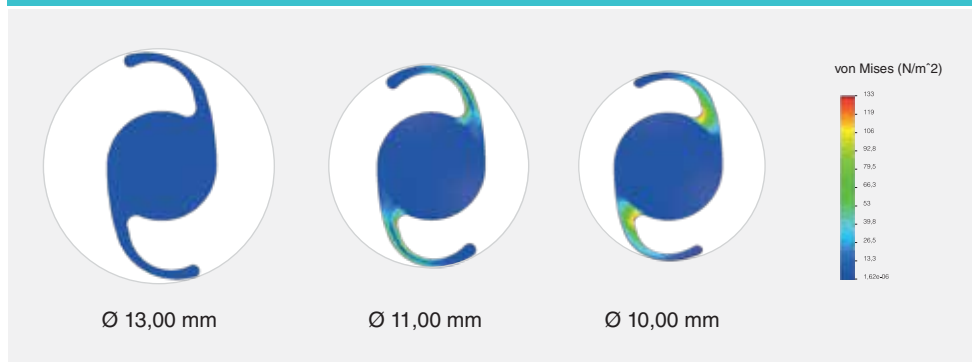 von Mises (N/m^2)
133
119
106
92,8
79,5
66,3
53
39,8
26,5
13,3
1,62e-06
Ø 13,00 mm
Ø 11,00 mm
Ø 10,00 mm